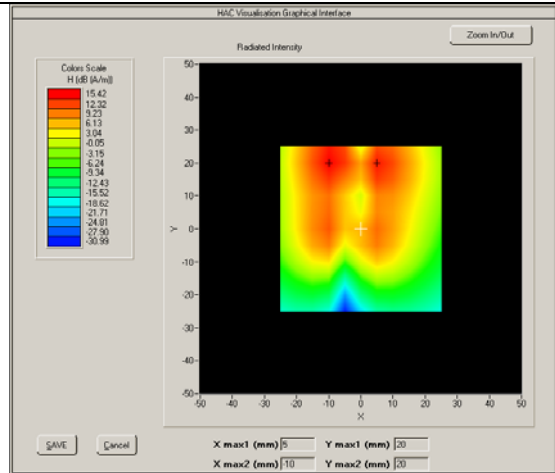 HAC Visualisation Graphical Interface
Zoom In/Out
Radiated Intensity
Colors Scale
H (dB (A/m))
15.42
12.32
9.23
6.13
3.04
-0.05
-3.15
-6.24
-9.34
-12.43
-15.52
-18.62
-21.71
-24.81
-27.90
-30.99
50
40
30
20
10
Y
0
-10
-20
-30
-40
-50
-50 -40 -30 -20 -10 0 10 20 30 40 50
X
SAVE
Cancel
X max1 (mm) 5 Y max1 (mm) 20
X max2 (mm) -10 Y max2 (mm) 20